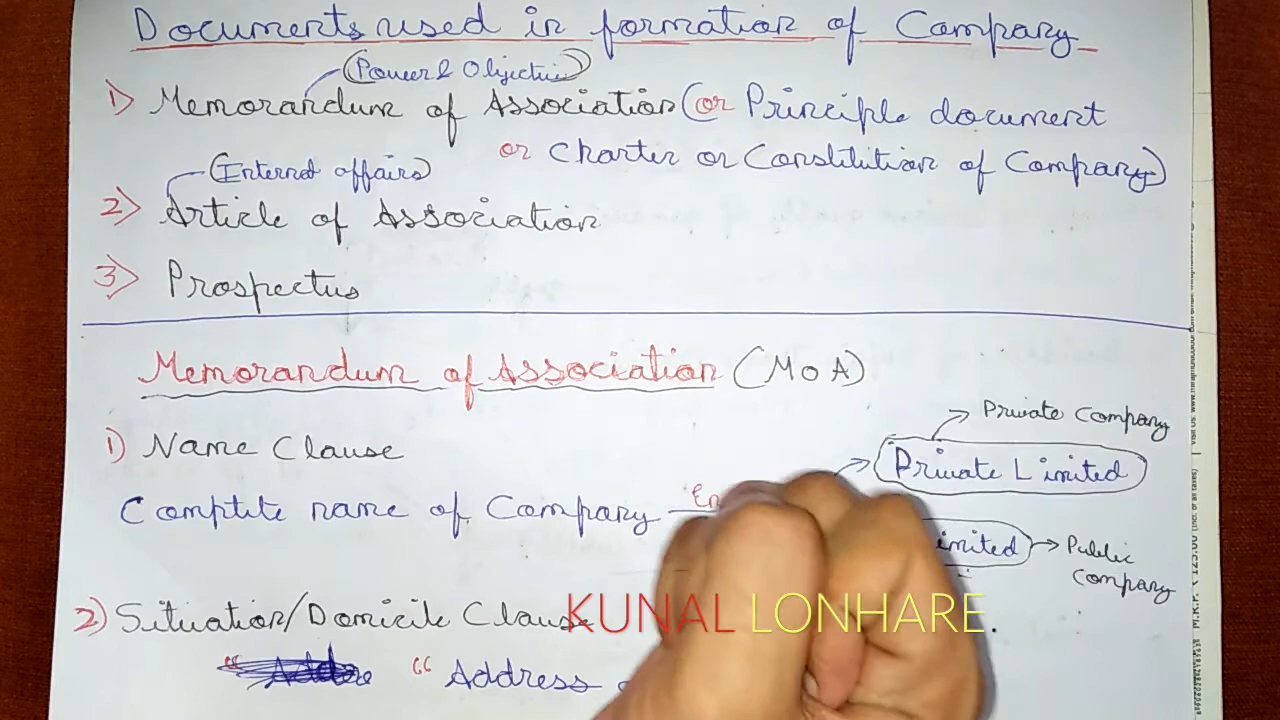 Documents used in formation of Company
(Power & Objective)
1) Memorandum of Association (or Principle document
or Charter or Constitution of Company)
(Internal affairs)
2) Article of Association
3) Prospectus
Memorandum of Association (MOA)
Private Company
1) Name Clause
Private Limited
Complete name of Company
Public
Company
2) Situation/Domicile Clause
KUNAL LONHARE.
"Address